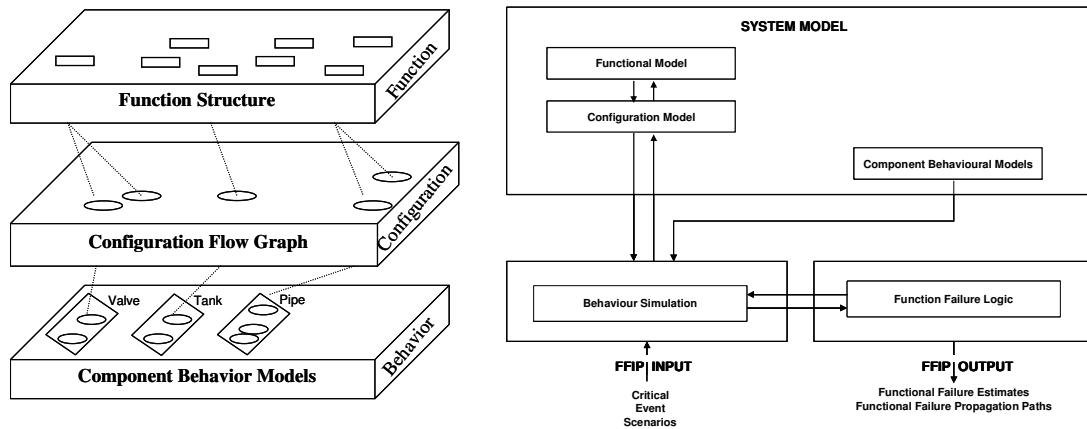 Function Structure
Function
Configuration Flow Graph
Configuration
Valve
Tank
Pipe
Component Behavior Models
Behavior
SYSTEM MODEL
Functional Model
Configuration Model
Component Behavioural Models
Behaviour Simulation
Function Failure Logic
FFIP INPUT
Critical
Event
Scenarios
FFIP OUTPUT
Functional Failure Estimates
Functional Failure Propagation Paths